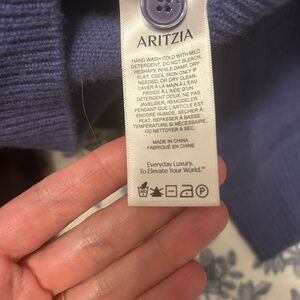 ARITZIA
HAND WASH COLD WITH MILD
DETERGENT, DO NOT BLEACH,
RESHAPE WHILE DAMP, DRY
FLAT, COOL IRON ONLY IF
NEEDED, OR DRY CLEAN.
LAVER À LA MAIN À L'EAU
FROIDE À L'AIDE D'UN
DÉTERGENT DOUX, NE PAS
JAVELISER, REMODELER
PENDANT QUE L'ARTICLE EST
ENCORE HUMIDE, SÉCHER À
PLAT, REPASSER À BASSE
TEMPÉRATURE SI NÉCESSAIRE,
OU NETTOYER À SEC.
MADE IN CHINA
FABRIQUÉ EN CHINE
Everyday Luxury.
To Elevate Your World.™
P